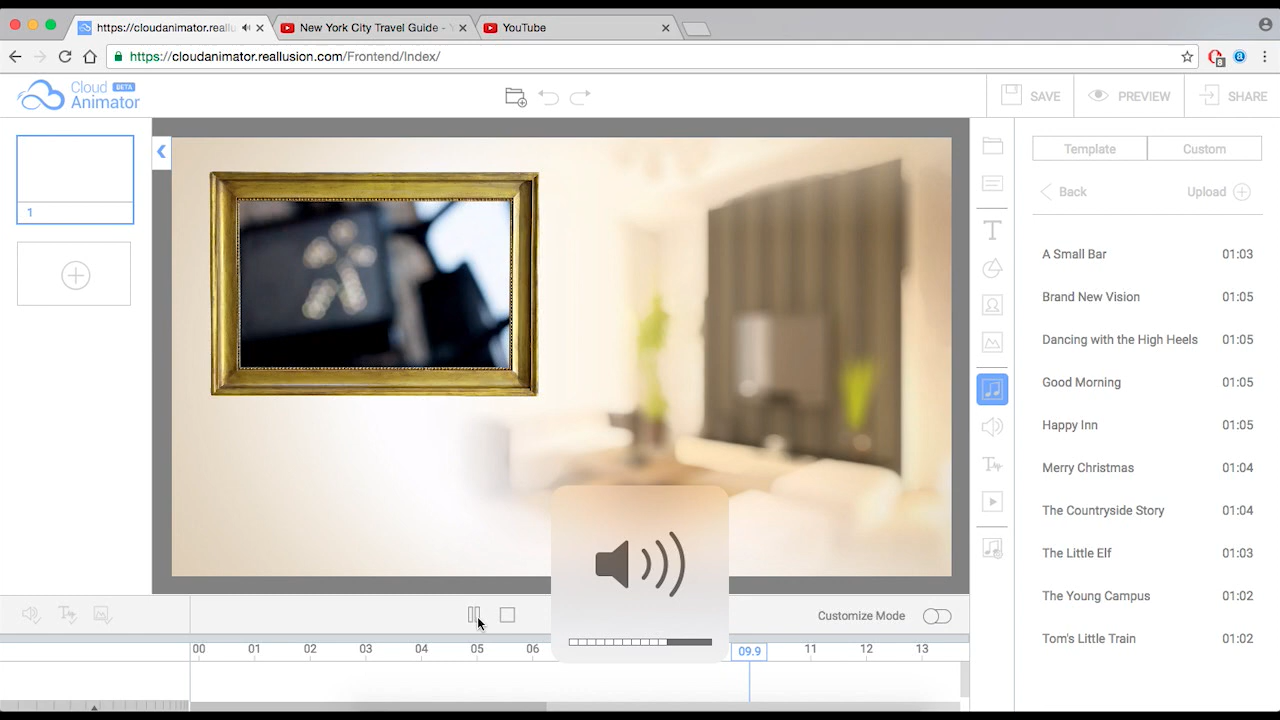 https://cloudanimator.reallu
New York City Travel Guide -
YouTube
https://cloudanimator.reallusion.com/Frontend/Index/
Cloud BETA
Animator
SAVE
PREVIEW
SHARE
1
Template
Custom
Back
Upload
A Small Bar 01:03
Brand New Vision 01:05
Dancing with the High Heels 01:05
Good Morning 01:05
Happy Inn 01:05
Merry Christmas 01:04
The Countryside Story 01:04
The Little Elf 01:03
The Young Campus 01:02
Tom's Little Train 01:02
Customize Mode
00 01 02 03 04 05 06 09.9 11 12 13